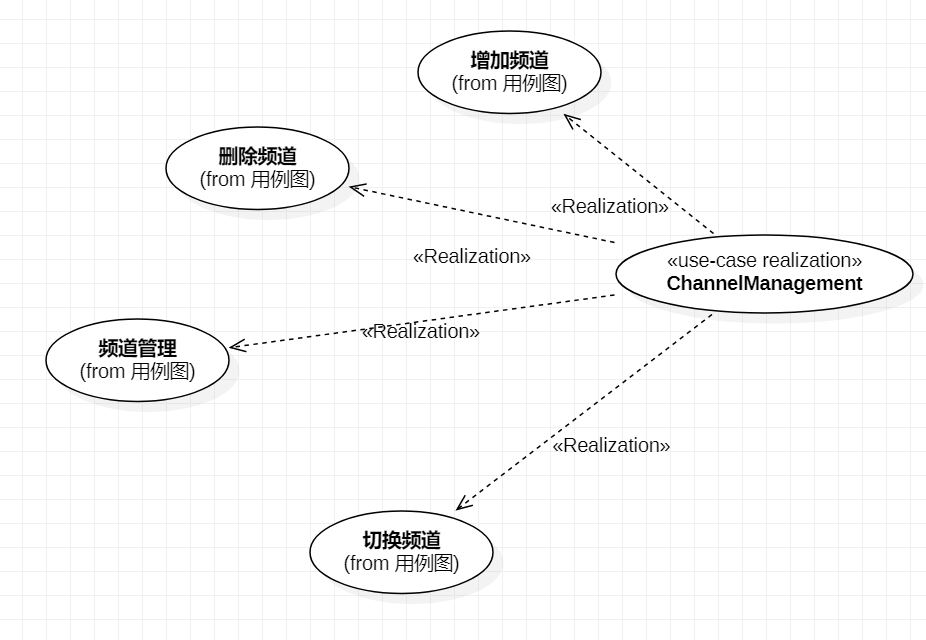 增加频道
(from 用例图)
删除频道
(from 用例图)
«Realization»
«Realization»
«use-case realization»
ChannelManagement
«Realization»
频道管理
(from 用例图)
«Realization»
切换频道
(from 用例图)